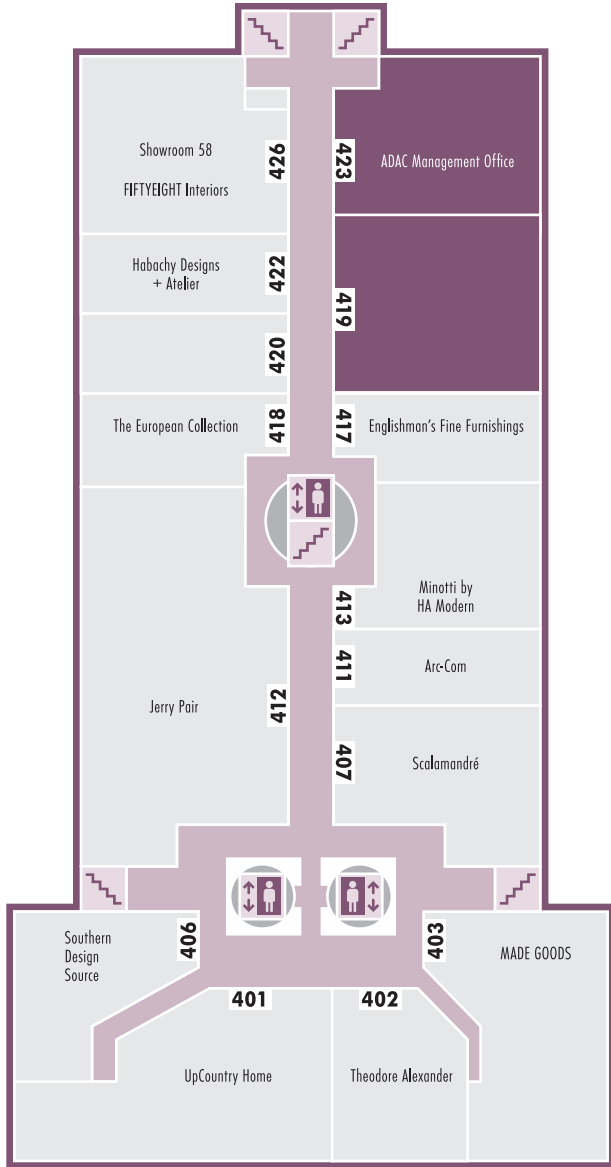 Showroom 58
FIFTYEIGHT Interiors
426
423
ADAC Management Office
Habachy Designs
+ Atelier
422
419
420
The European Collection
418
417
Englishman's Fine Furnishings
Minotti by
HA Modern
413
411
Arc-Com
Jerry Pair
412
407
Scalamandré
Southern
Design
Source
406
403
MADE GOODS
401
402
UpCountry Home
Theodore Alexander